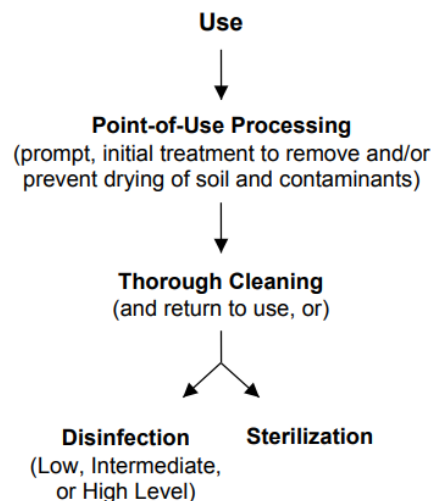 Use
Point-of-Use Processing
(prompt, initial treatment to remove and/or
prevent drying of soil and contaminants)
Thorough Cleaning
(and return to use, or)
Disinfection
(Low, Intermediate,
or High Level)
Sterilization